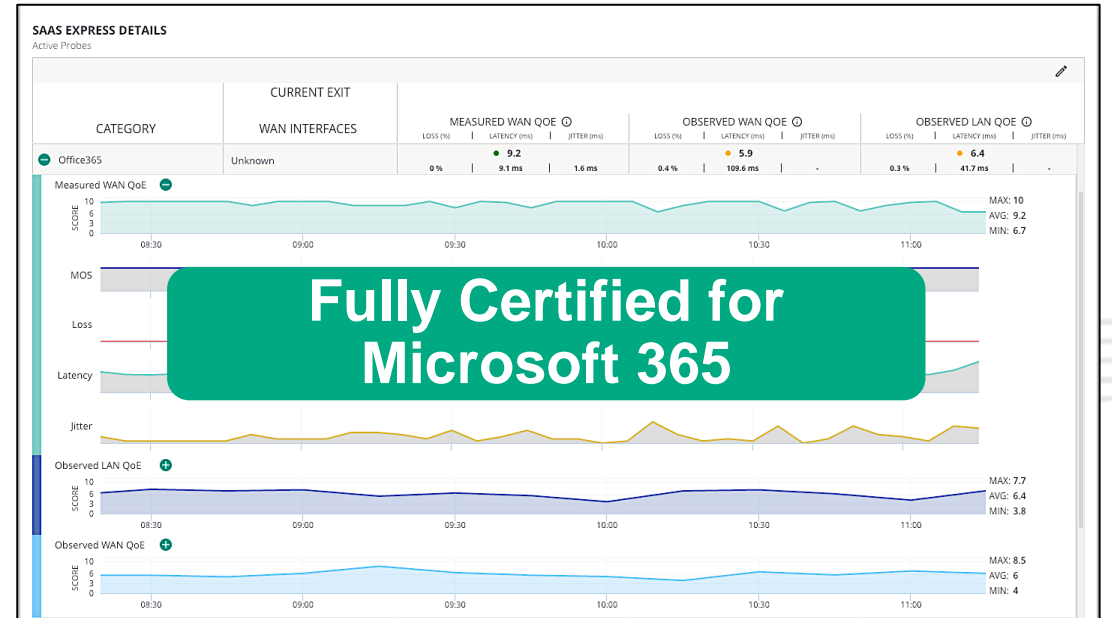 SAAS EXPRESS DETAILS
Active Probes
CURRENT EXIT
CATEGORY
WAN INTERFACES
MEASURED WAN QOE
LOSS (%) | LATENCY (ms) | JITTER (ms)
OBSERVED WAN QOE
LOSS (%) | LATENCY (ms) | JITTER (ms)
OBSERVED LAN QOE
LOSS (%) | LATENCY (ms) | JITTER (ms)
Office365
Unknown
9.2
0 % | 9.1 ms | 1.6 ms
5.9
0.4 % | 109.6 ms | -
6.4
0.3 % | 41.7 ms | -
Measured WAN QoE
SCORE
10
6
3
0
08:30 09:00 09:30 10:00 10:30 11:00
MAX: 10
AVG: 9.2
MIN: 6.7
MOS
Loss
Latency
Jitter
Fully Certified for
Microsoft 365
Observed LAN QoE
SCORE
10
6
3
0
08:30 09:00 09:30 10:00 10:30 11:00
MAX: 7.7
AVG: 6.4
MIN: 3.8
Observed WAN QoE
SCORE
10
6
3
0
08:30 09:00 09:30 10:00 10:30 11:00
MAX: 8.5
AVG: 6
MIN: 4